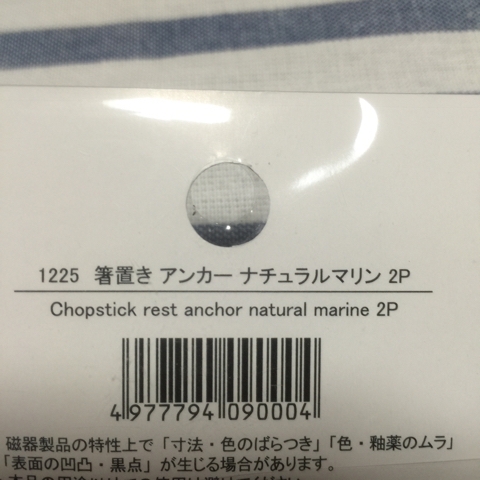 1225 箸置き アンカー ナチュラルマリン 2P
Chopstick rest anchor natural marine 2P
4 977794 090004
磁器製品の特性上で「寸法・色のばらつき」「色・釉薬のムラ」
「表面の凹凸・黒点」が生じる場合があります。